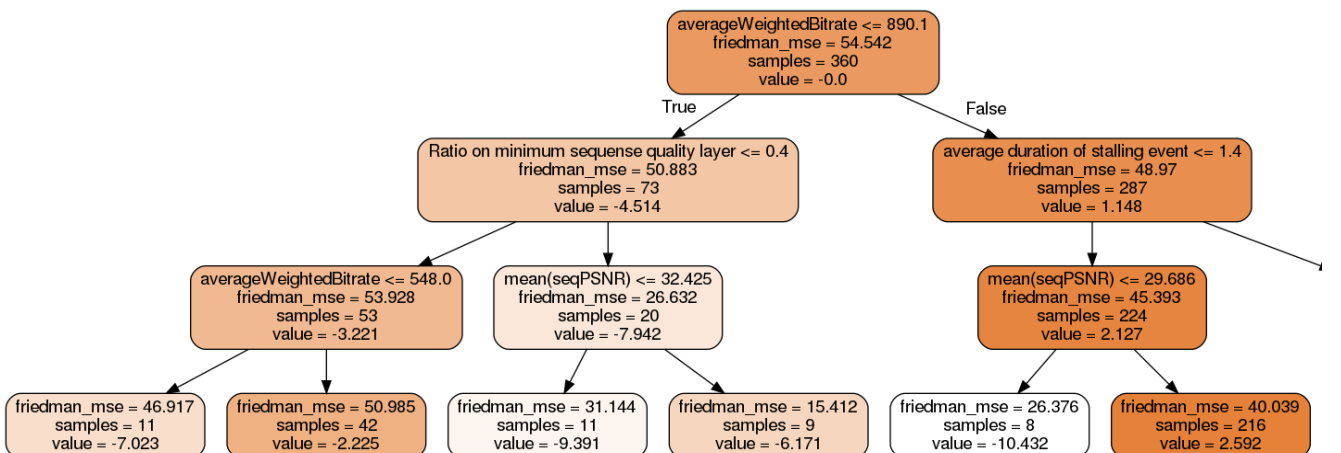 averageWeightedBitrate <= 890.1
friedman_mse = 54.542
samples = 360
value = -0.0
True
False
Ratio on minimum sequense quality layer <= 0.4
friedman_mse = 50.883
samples = 73
value = -4.514
average duration of stalling event <= 1.4
friedman_mse = 48.97
samples = 287
value = 1.148
averageWeightedBitrate <= 548.0
friedman_mse = 53.928
samples = 53
value = -3.221
mean(seqPSNR) <= 32.425
friedman_mse = 26.632
samples = 20
value = -7.942
mean(seqPSNR) <= 29.686
friedman_mse = 45.393
samples = 224
value = 2.127
friedman_mse = 46.917
samples = 11
value = -7.023
friedman_mse = 50.985
samples = 42
value = -2.225
friedman_mse = 31.144
samples = 11
value = -9.391
friedman_mse = 15.412
samples = 9
value = -6.171
friedman_mse = 26.376
samples = 8
value = -10.432
friedman_mse = 40.039
samples = 216
value = 2.592